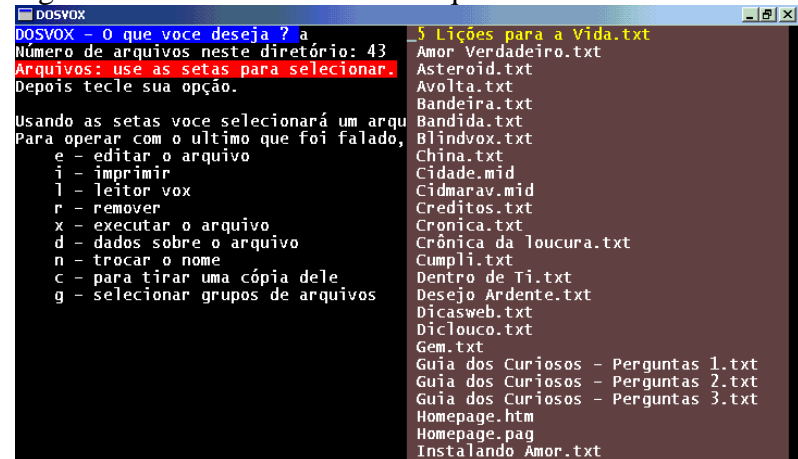 DOSVOX
DOSVOX - O que voce deseja ? a
Número de arquivos neste diretório: 43
Arquivos: use as setas para selecionar.
Depois tecle sua opção.
Usando as setas voce selecionará um arqu
Para operar com o ultimo que foi falado,
e - editar o arquivo
i - imprimir
l - leitor vox
r - remover
x - executar o arquivo
d - dados sobre o arquivo
n - trocar o nome
c - para tirar uma cópia dele
g - selecionar grupos de arquivos
_5 Lições para a Vida.txt
Amor Verdadeiro.txt
Asteroid.txt
Avolta.txt
Bandeira.txt
Bandida.txt
Blindvox.txt
China.txt
Cidade.mid
Cidmarav.mid
Creditos.txt
Cronica.txt
Crônica da loucura.txt
Cumpli.txt
Dentro de Ti.txt
Desejo Ardente.txt
Dicasweb.txt
Diclouco.txt
Gem.txt
Guia dos Curiosos - Perguntas 1.txt
Guia dos Curiosos - Perguntas 2.txt
Guia dos Curiosos - Perguntas 3.txt
Homepage.htm
Homepage.pag
Instalando Amor.txt